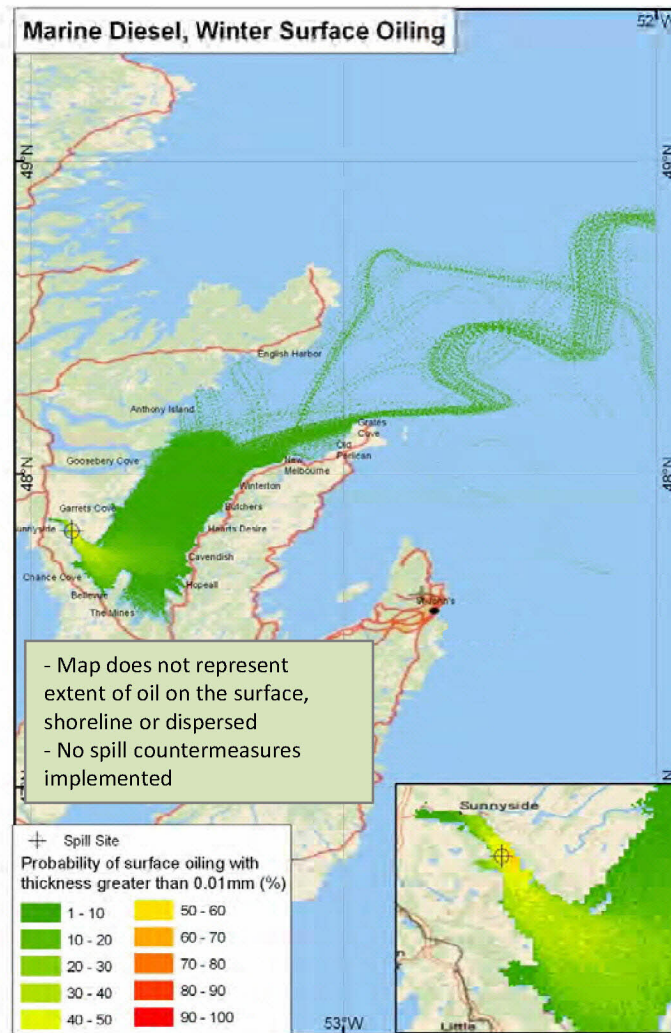 Marine Diesel, Winter Surface Oiling
52°W
49°N
49°N
English Harbor
Anthony Island
Grates
Cove
Old
Perlican
48°N
48°N
Goosebery Cove
New
Melbourne
Winterton
Garrets Cove
Butchers
Sunnyside
Hearts Desire
Chance Cove
Cavendish
Hopeall
Bellevue
The Mines
- Map does not represent
extent of oil on the surface,
shoreline or dispersed
- No spill countermeasures
implemented
Sunnyside
Spill Site
Probability of surface oiling with
thickness greater than 0.01mm (%)
1 - 10
50 - 60
10 - 20
60 - 70
20 - 30
70 - 80
30 - 40
80 - 90
40 - 50
90 - 100
53°W
Little